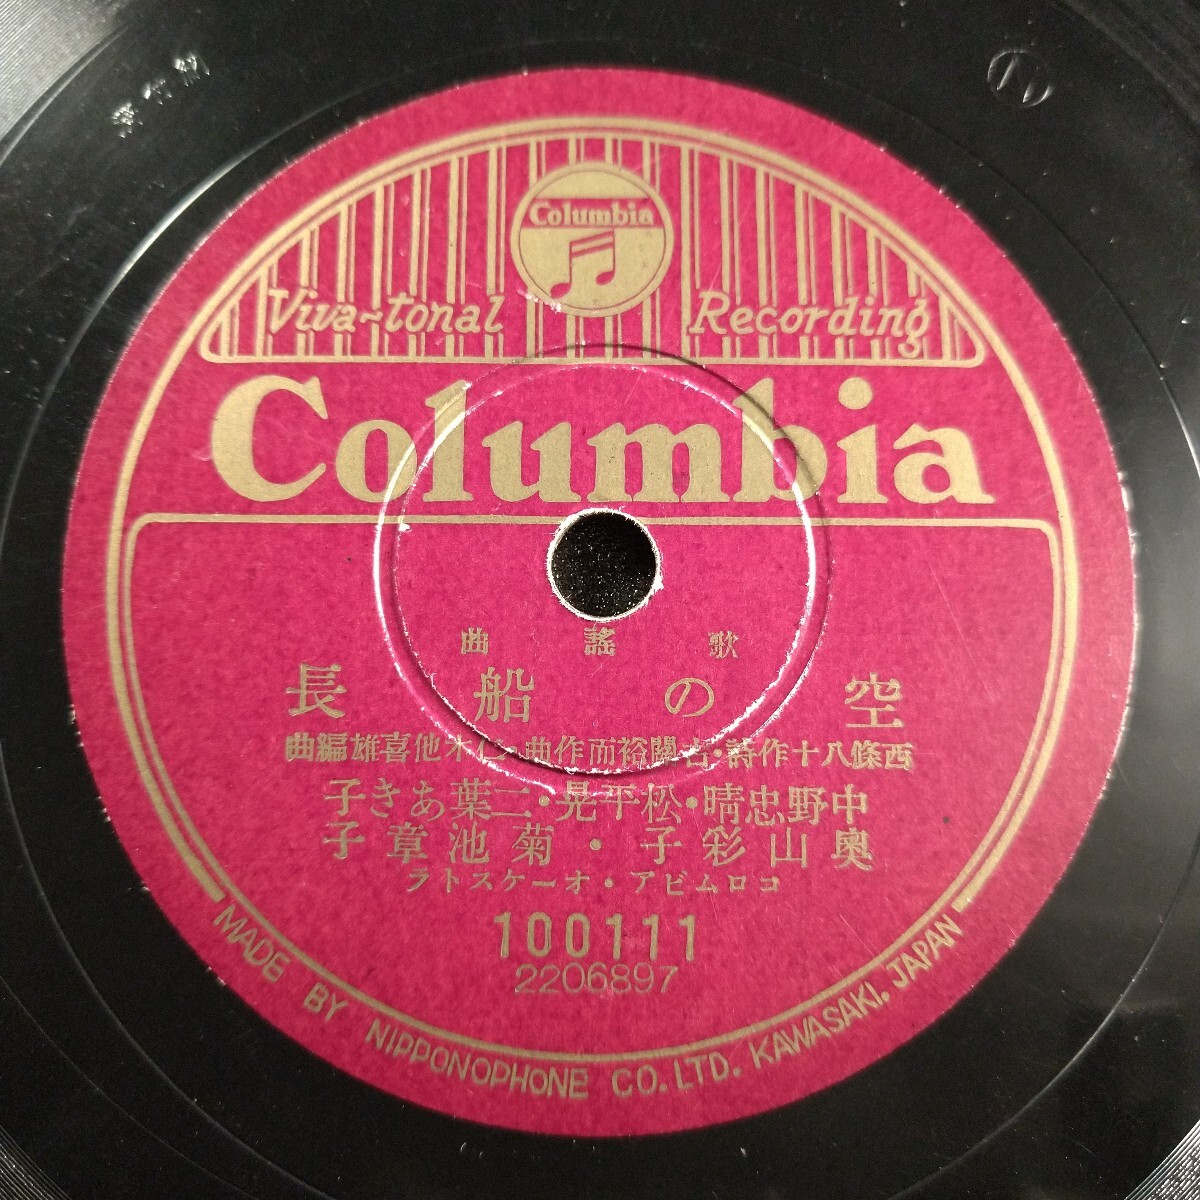 Columbia
Viva-tonal Recording
Columbia
歌謠曲
空の船長
西條八十作詩・古關裕而作曲・仁木他喜雄編曲
中野忠晴・松平晃・二葉あき子
奧山彩子・菊池章子
コロムビア・オーケストラ
100111
2206897
MADE BY NIPPONOPHONE CO. LTD. KAWASAKI. JAPAN